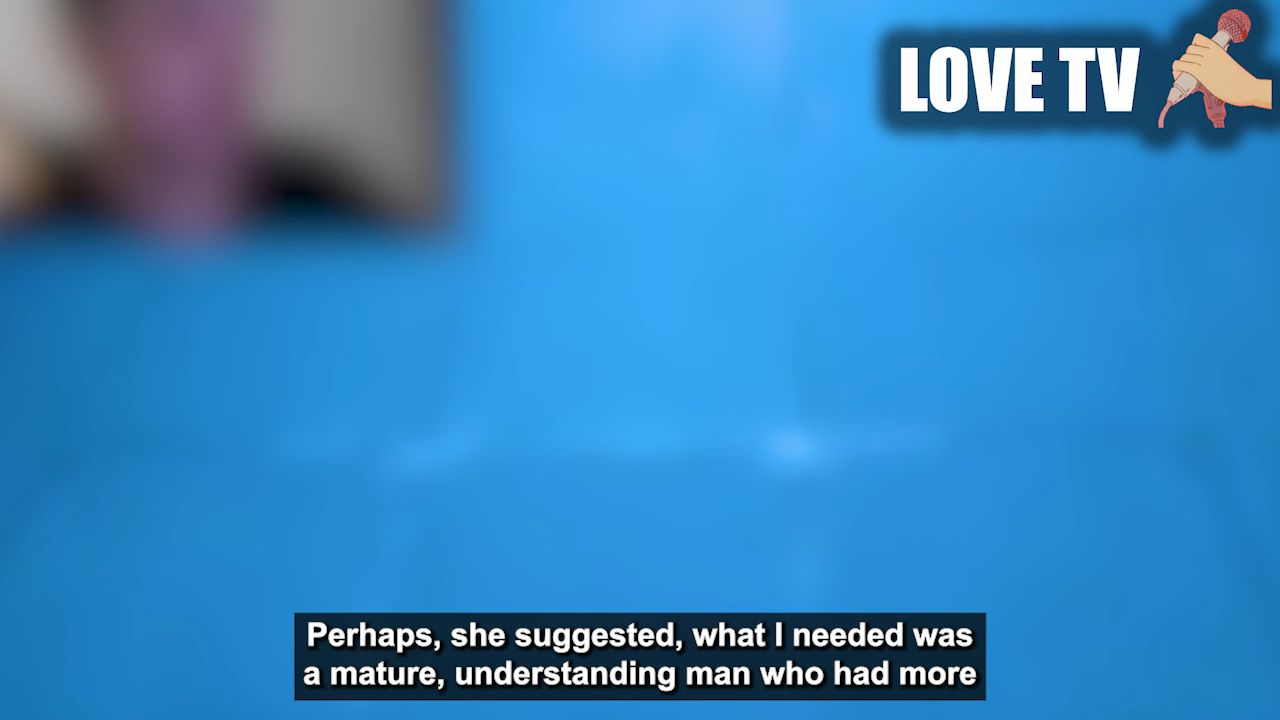 LOVE TV
Perhaps, she suggested, what I needed was
a mature, understanding man who had more